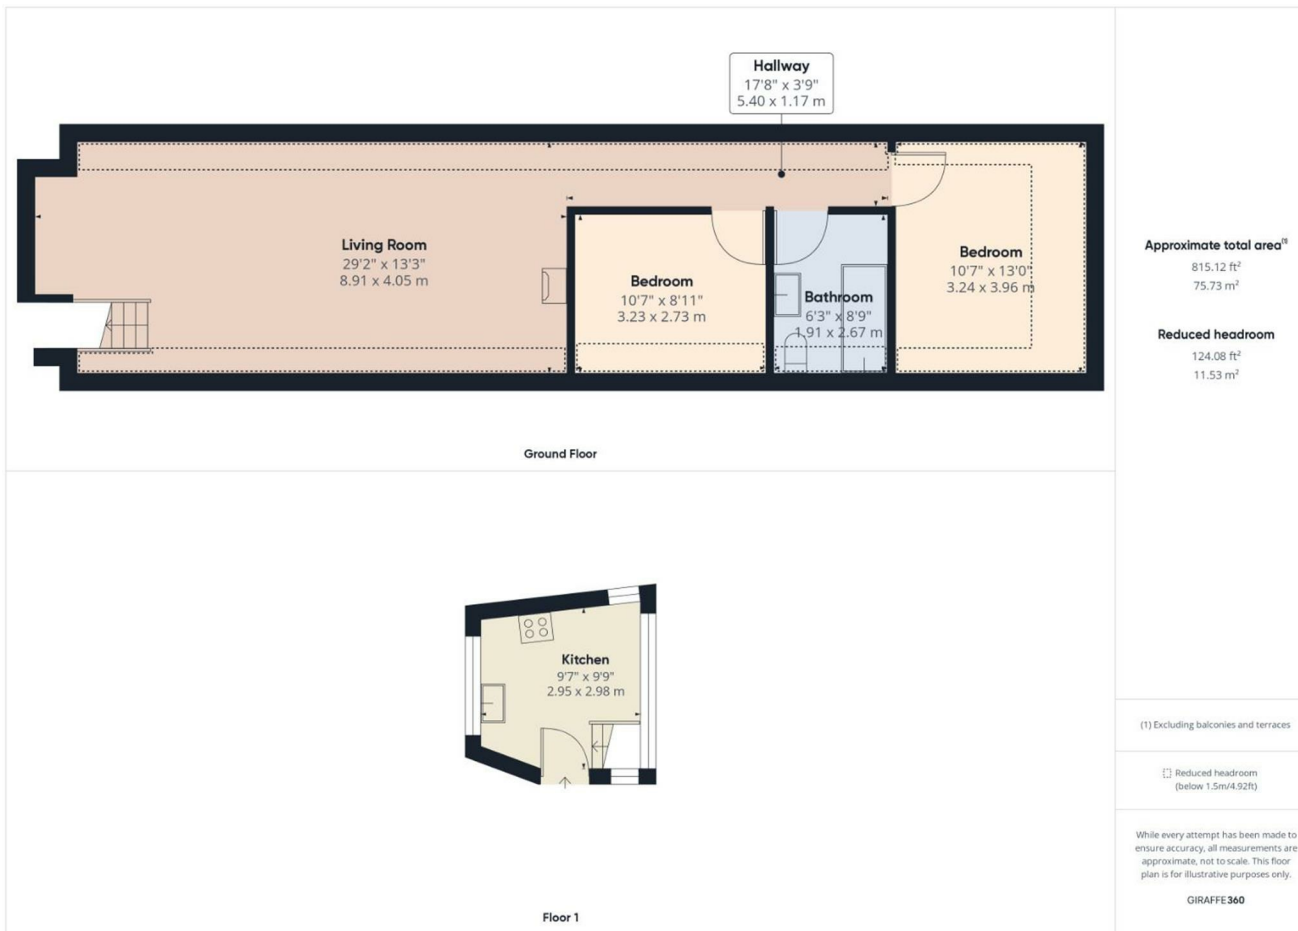 Hallway
17'8" x 3'9"
5.40 x 1.17 m
Living Room
29'2" x 13'3"
8.91 x 4.05 m
Bedroom
10'7" x 8'11"
3.23 x 2.73 m
Bathroom
6'3" x 8'9"
1.91 x 2.67 m
Bedroom
10'7" x 13'0"
3.24 x 3.96 m
Ground Floor
Kitchen
9'7" x 9'9"
2.95 x 2.98 m
Floor 1
Approximate total area⁽¹⁾
815.12 ft²
75.73 m²
Reduced headroom
124.08 ft²
11.53 m²
(1) Excluding balconies and terraces
Reduced headroom
(below 1.5m/4.92ft)
While every attempt has been made to
ensure accuracy, all measurements are
approximate, not to scale. This floor
plan is for illustrative purposes only.
GIRAFFE360